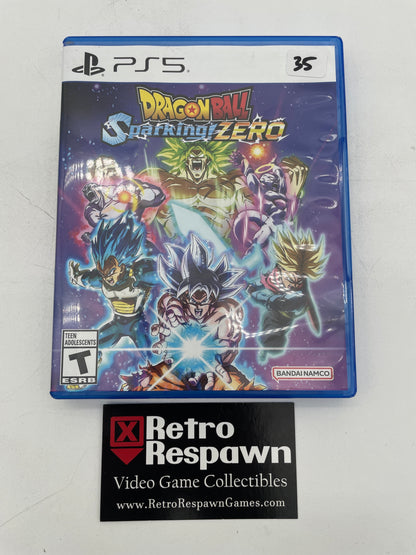 PS5
35
DRAGON BALL
Sparking! ZERO
TEEN
ADOLESCENTS
T
ESRB
BANDAI NAMCO
Retro
Respawn
Video Game Collectibles
www.RetroRespawnGames.com